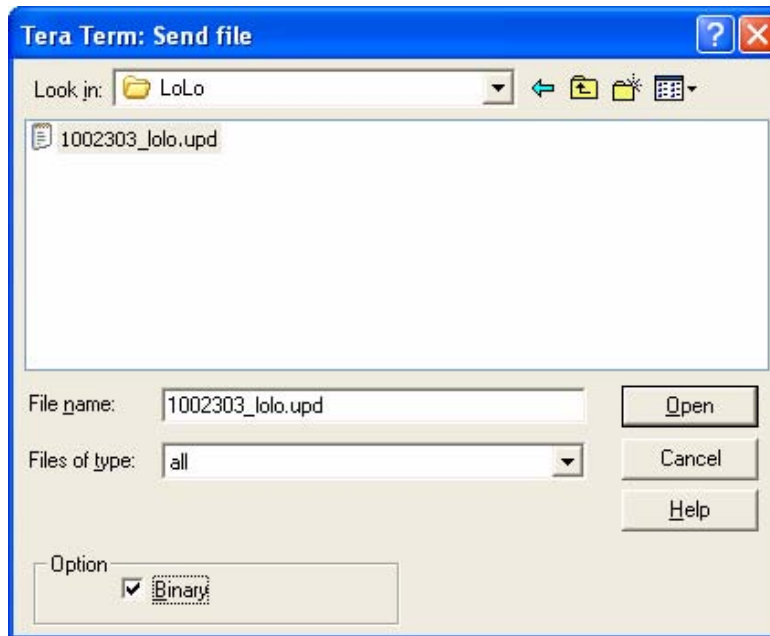 Tera Term: Send file
Look in: LoLo
1002303_lolo.upd
File name: 1002303_lolo.upd Open
Files of type: all Cancel
Help
Option
Binary